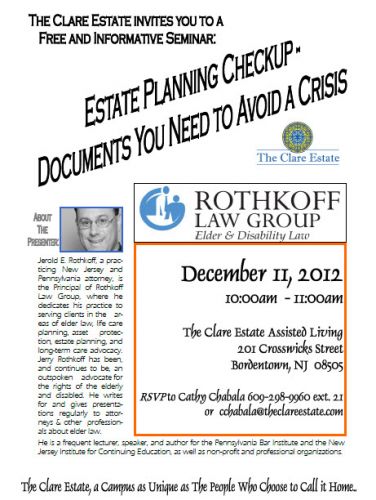 The Clare Estate invites you to a
Free and Informative Seminar:
Estate Planning Checkup -
Documents You Need to Avoid a Crisis
The Clare Estate
About
The
Presenter:
ROTHKOFF
LAW GROUP
Elder & Disability Law
Jerold E. Rothkoff, a prac-
ticing New Jersey and
Pennsylvania attorney, is
the Principal of Rothkoff
Law Group, where he
dedicates his practice to
serving clients in the ar-
eas of elder law, life care
planning, asset protec-
tion, estate planning, and
long-term care advocacy.
Jerry Rothkoff has been,
and continues to be, an
outspoken advocate for
the rights of the elderly
and disabled. He writes
for and gives presenta-
tions regularly to attor-
neys & other profession-
als about elder law.
He is a frequent lecturer, speaker, and author for the Pennsylvania Bar Institute and the New
Jersey Institute for Continuing Education, as well as non-profit and professional organizations.
December 11, 2012
10:00am - 11:00am
The Clare Estate Assisted Living
201 Crosswicks Street
Bordentown, NJ 08505
RSVP to Cathy Chabala 609-298-9960 ext. 21
or cchabala@theclareestate.com
The Clare Estate, a Campus as Unique as The People Who Choose to Call it Home..